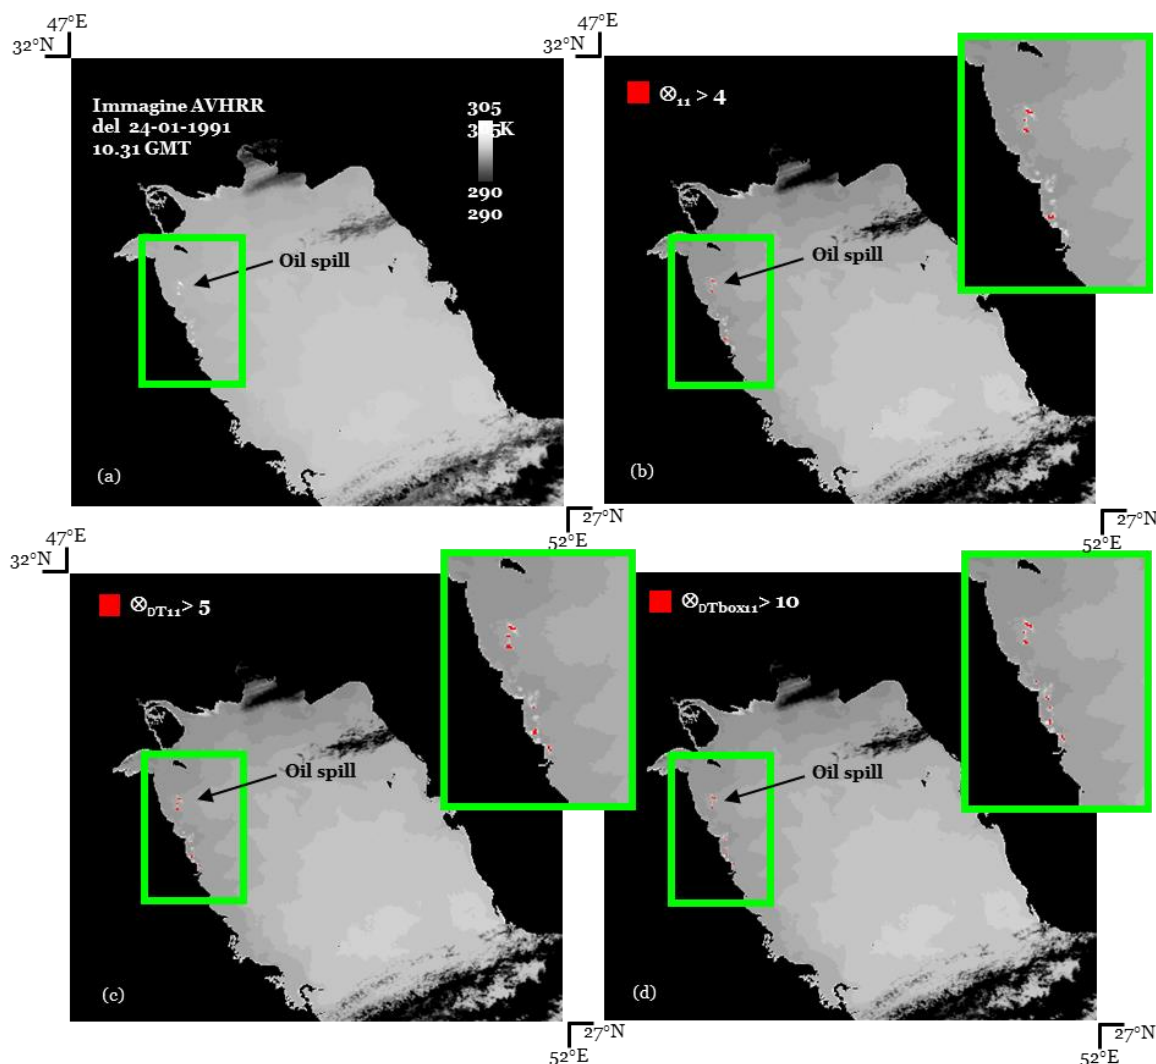 47°E
32°N
Immagine AVHRR
del 24-01-1991
10.31 GMT
305
K
290
290
Oil spill
(a)
27°N
52°E
47°E
32°N
⊗11 > 4
Oil spill
(b)
27°N
52°E
47°E
32°N
⊗DT11 > 5
Oil spill
(c)
27°N
52°E
⊗DTbox11 > 10
Oil spill
(d)
27°N
52°E